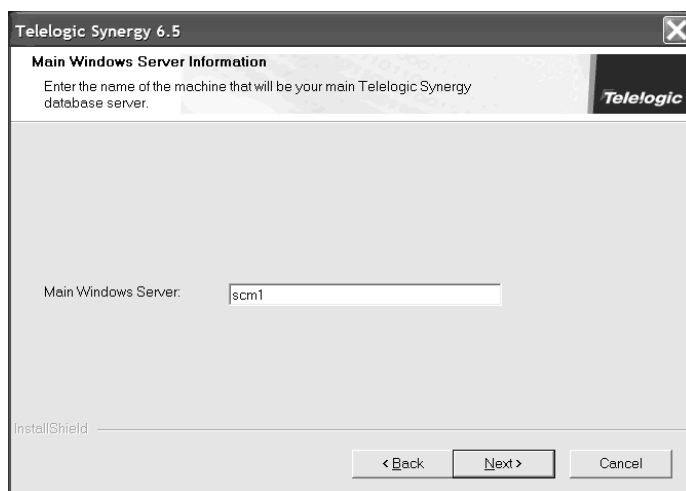 Telelogic Synergy 6.5
Main Windows Server Information
Enter the name of the machine that will be your main Telelogic Synergy
database server.
Telelogic
Main Windows Server:
scm1
InstallShield
< Back
Next >
Cancel